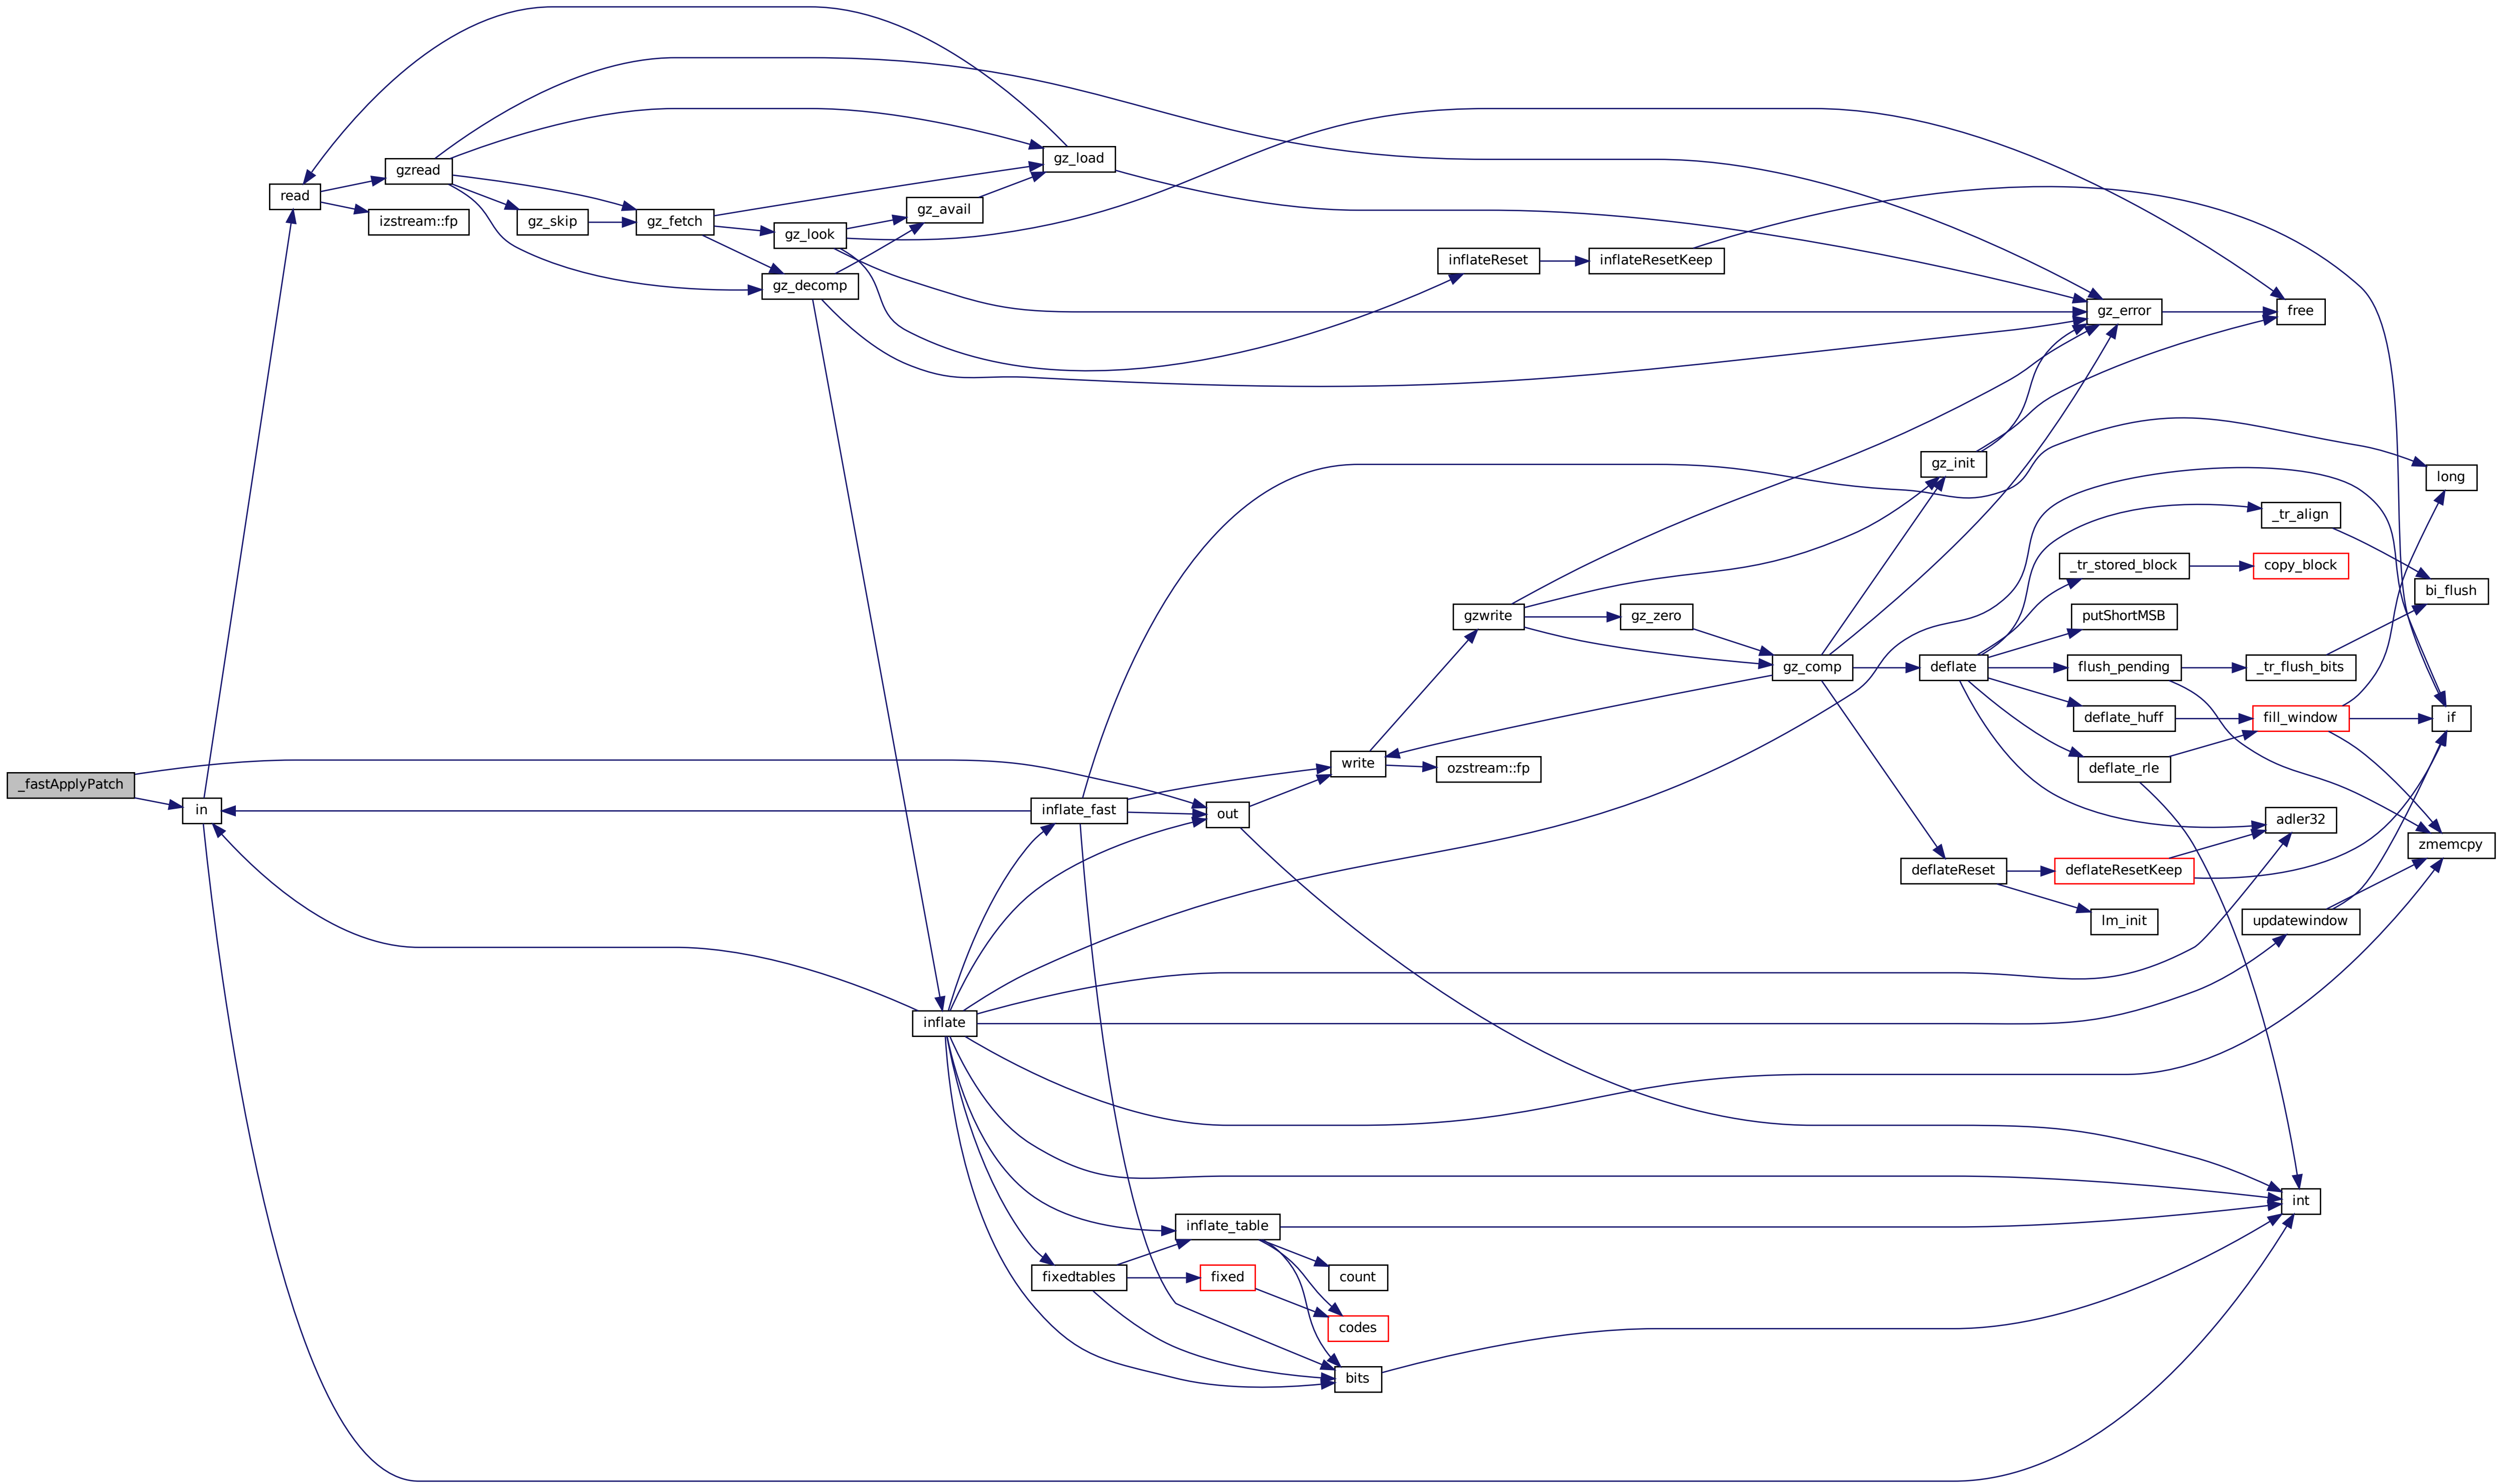 _fastApplyPatch
in
read
gzread
izstream::fp
gz_skip
gz_fetch
gz_look
gz_decomp
gz_avail
gz_load
inflateReset
inflateResetKeep
gz_error
free
gz_init
long
_tr_align
_tr_stored_block
copy_block
bi_flush
gzwrite
gz_zero
putShortMSB
gz_comp
deflate
flush_pending
_tr_flush_bits
deflate_huff
fill_window
if
write
ozstream::fp
deflate_rle
inflate_fast
out
adler32
zmemcpy
deflateReset
deflateResetKeep
lm_init
updatewindow
inflate
int
inflate_table
fixedtables
fixed
count
codes
bits